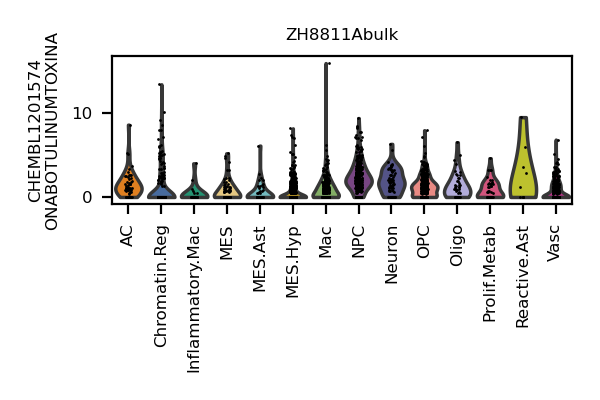 ZH8811Abulk
CHEMBL1201574
ONABOTULINUMTOXINA
10
0
AC
Chromatin.Reg
Inflammatory.Mac
MES
MES.Ast
MES.Hyp
Mac
NPC
Neuron
OPC
Oligo
Prolif.Metab
Reactive.Ast
Vasc